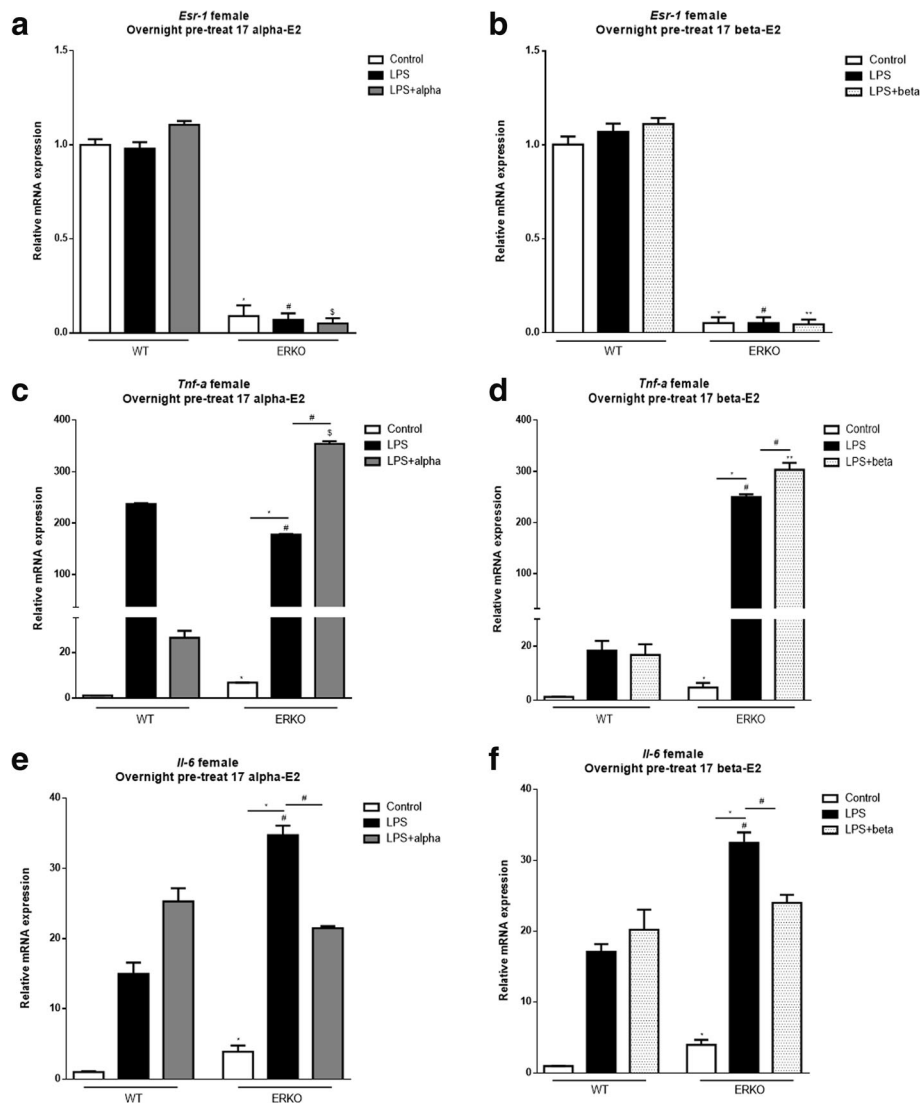 a
Esr-1 female
Overnight pre-treat 17 alpha-E2
1.5
1.0
0.5
0.0
Relative mRNA expression
Control
LPS
LPS+alpha
*
#
$
WT
ERKO
b
Esr-1 female
Overnight pre-treat 17 beta-E2
1.5
1.0
0.5
0.0
Relative mRNA expression
Control
LPS
LPS+beta
*
#
**
WT
ERKO
c
Tnf-a female
Overnight pre-treat 17 alpha-E2
400
300
200
100
20
0
Relative mRNA expression
Control
LPS
LPS+alpha
#
$
*
#
*
WT
ERKO
d
Tnf-a female
Overnight pre-treat 17 beta-E2
400
300
200
100
20
0
Relative mRNA expression
Control
LPS
LPS+beta
#
**
*
#
*
WT
ERKO
e
Il-6 female
Overnight pre-treat 17 alpha-E2
40
30
20
10
0
Relative mRNA expression
Control
LPS
LPS+alpha
*
#
#
*
WT
ERKO
f
Il-6 female
Overnight pre-treat 17 beta-E2
40
30
20
10
0
Relative mRNA expression
Control
LPS
LPS+beta
*
#
#
*
WT
ERKO